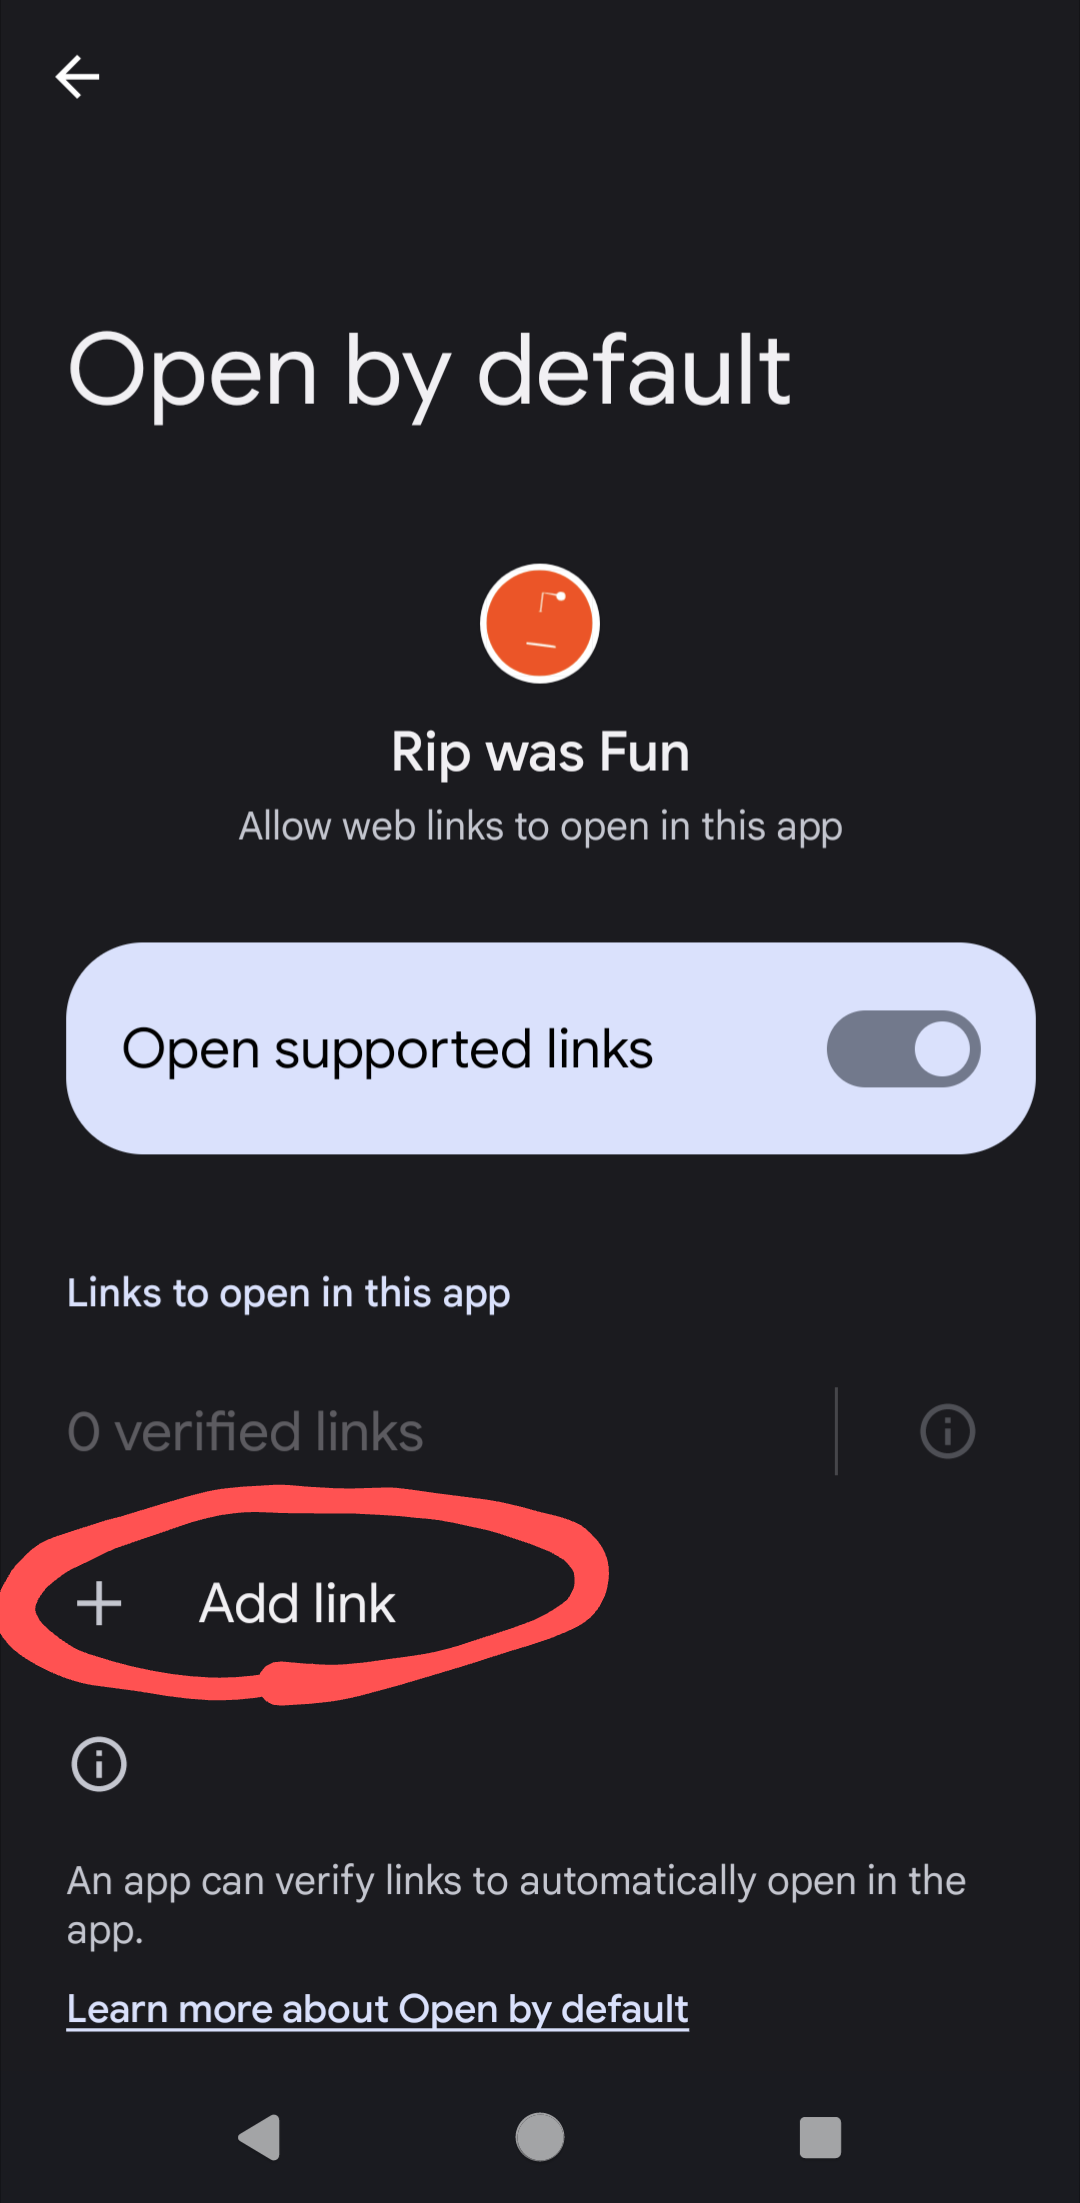 Open by default
Rip was Fun
Allow web links to open in this app
Open supported links
Links to open in this app
0 verified links
Add link
An app can verify links to automatically open in the
app.
Learn more about Open by default